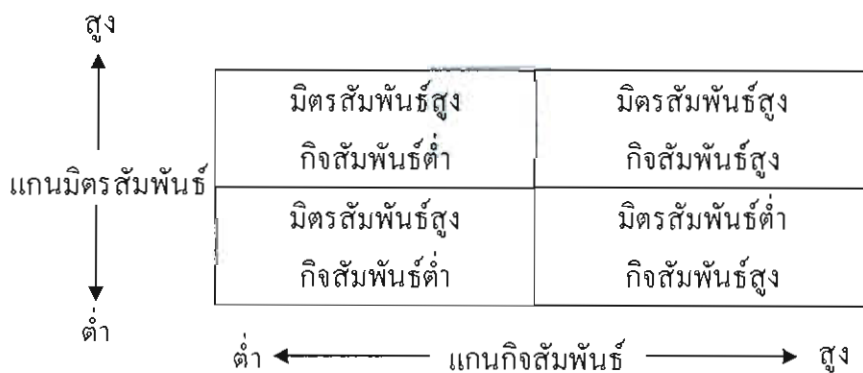 สูง
มิตรสัมพันธ์สูง มิตรสัมพันธ์สูง
กิจสัมพันธ์ต่ำ กิจสัมพันธ์สูง
แกนมิตรสัมพันธ์
มิตรสัมพันธ์สูง มิตรสัมพันธ์ต่ำ
กิจสัมพันธ์ต่ำ กิจสัมพันธ์สูง
ต่ำ
ต่ำ แกนกิจสัมพันธ์ สูง